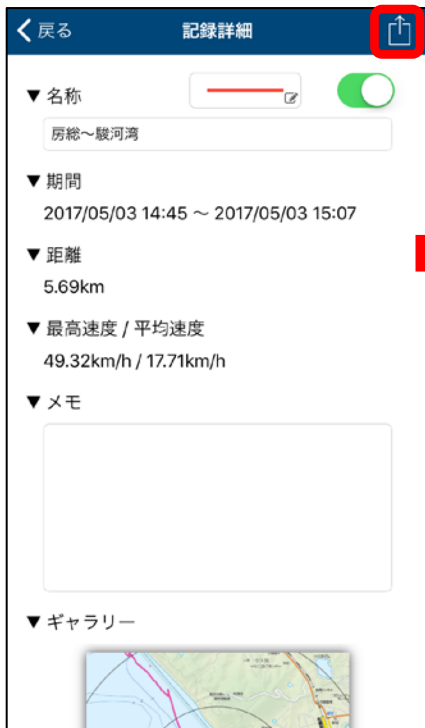 戻る 記録詳細
▼ 名称
房総～駿河湾
▼ 期間
2017/05/03 14:45 ～ 2017/05/03 15:07
▼ 距離
5.69km
▼ 最高速度 / 平均速度
49.32km/h / 17.71km/h
▼ メモ
▼ ギャラリー